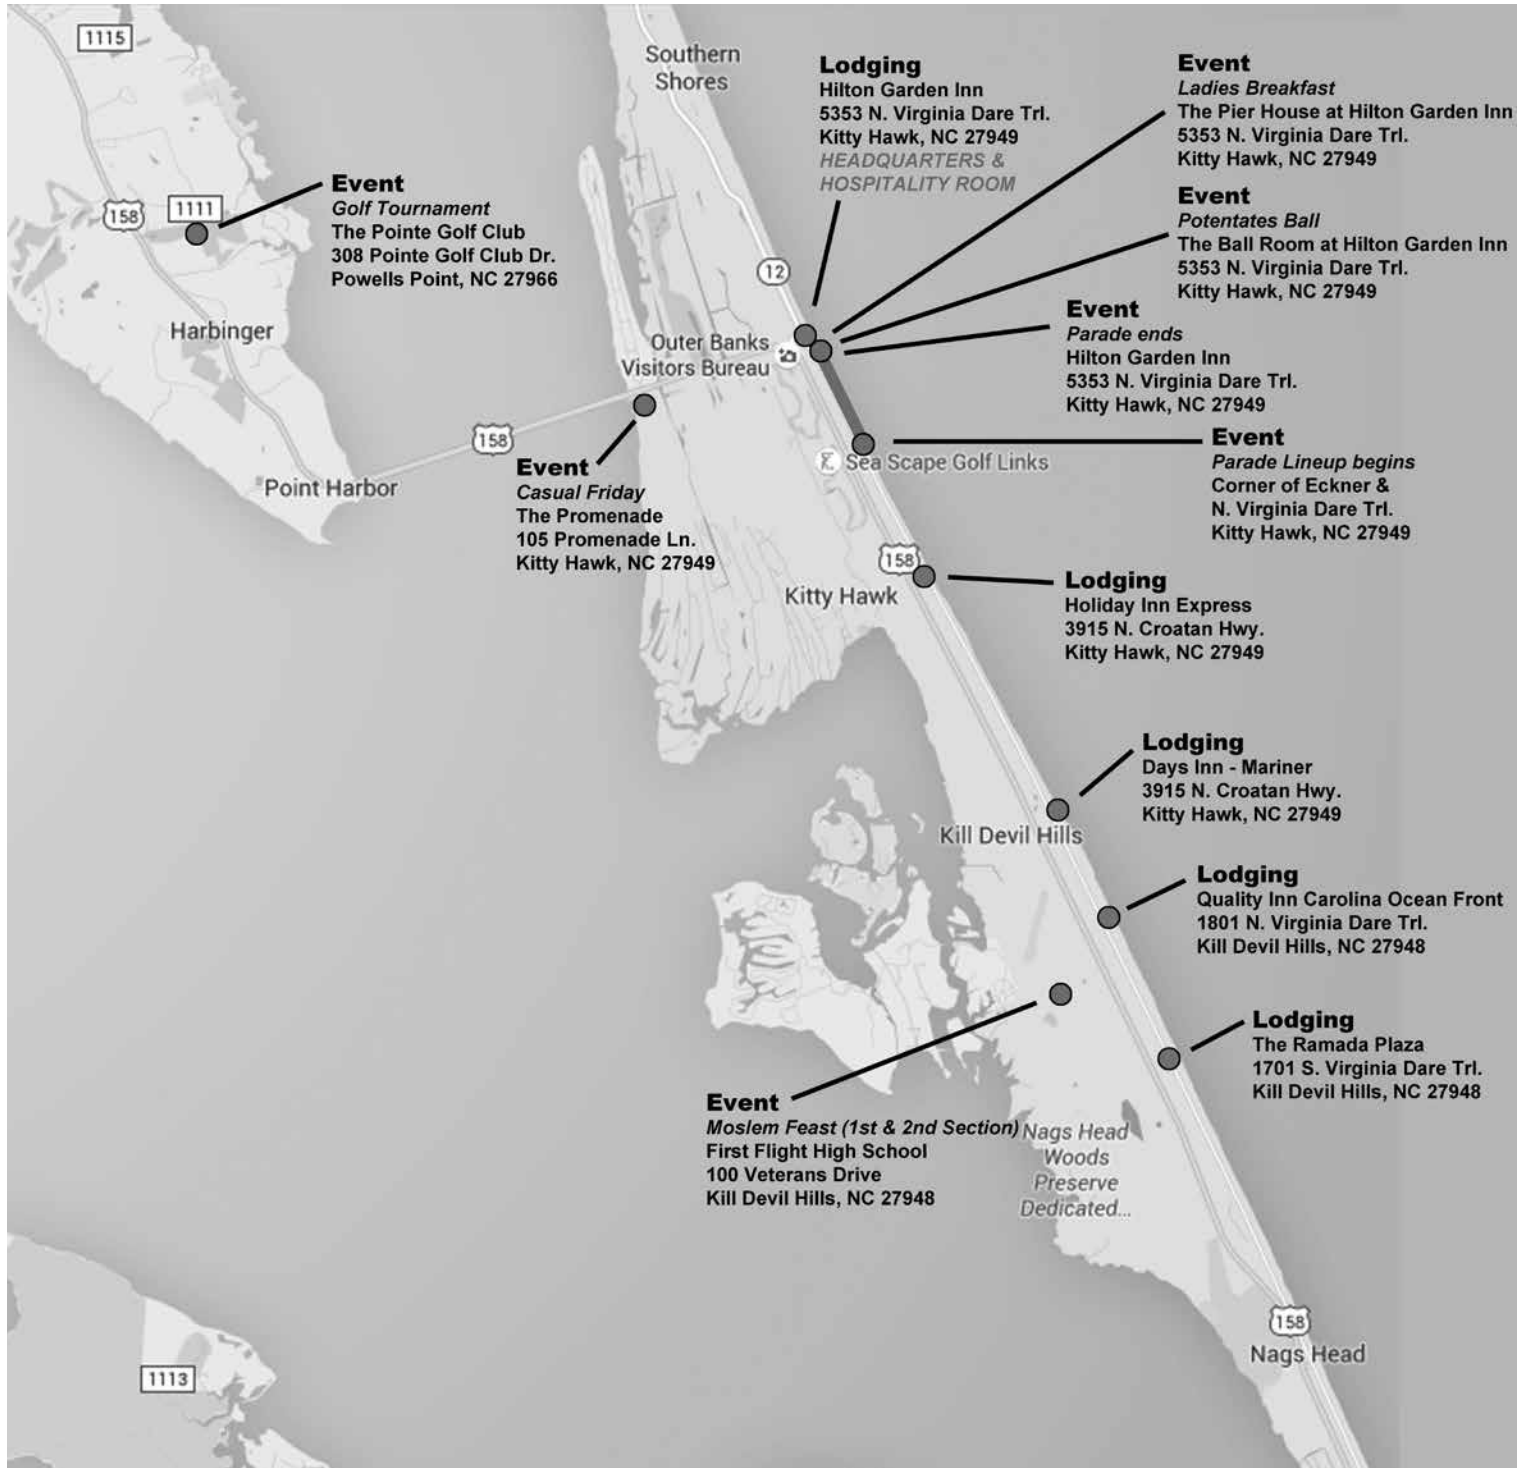 1115
Southern
Shores
Lodging
Hilton Garden Inn
5353 N. Virginia Dare Trl.
Kitty Hawk, NC 27949
HEADQUARTERS &
HOSPITALITY ROOM
Event
Ladies Breakfast
The Pier House at Hilton Garden Inn
5353 N. Virginia Dare Trl.
Kitty Hawk, NC 27949
Event
Golf Tournament
The Pointe Golf Club
308 Pointe Golf Club Dr.
Powells Point, NC 27966
158
1111
Event
Potentates Ball
The Ball Room at Hilton Garden Inn
5353 N. Virginia Dare Trl.
Kitty Hawk, NC 27949
12
Harbinger
Outer Banks
Visitors Bureau
Event
Parade ends
Hilton Garden Inn
5353 N. Virginia Dare Trl.
Kitty Hawk, NC 27949
158
Point Harbor
Event
Casual Friday
The Promenade
105 Promenade Ln.
Kitty Hawk, NC 27949
Sea Scape Golf Links
Event
Parade Lineup begins
Corner of Eckner &
N. Virginia Dare Trl.
Kitty Hawk, NC 27949
158
Kitty Hawk
Lodging
Holiday Inn Express
3915 N. Croatan Hwy.
Kitty Hawk, NC 27949
Lodging
Days Inn - Mariner
3915 N. Croatan Hwy.
Kitty Hawk, NC 27949
Kill Devil Hills
Lodging
Quality Inn Carolina Ocean Front
1801 N. Virginia Dare Trl.
Kill Devil Hills, NC 27948
Lodging
The Ramada Plaza
1701 S. Virginia Dare Trl.
Kill Devil Hills, NC 27948
Event
Moslem Feast (1st & 2nd Section)
First Flight High School
100 Veterans Drive
Kill Devil Hills, NC 27948
Nags Head
Woods
Preserve
Dedicated...
158
Nags Head
1113